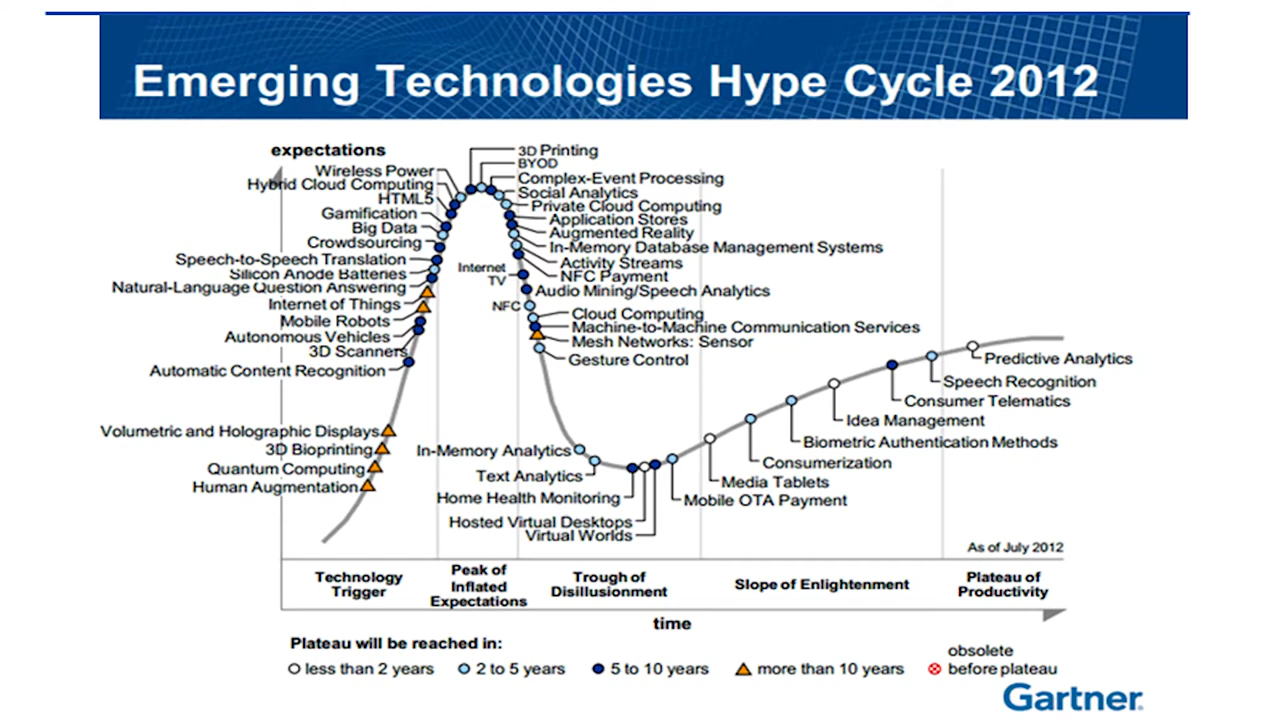 Emerging Technologies Hype Cycle 2012
expectations
Wireless Power
Hybrid Cloud Computing
HTML5
Gamification
Big Data
Crowdsourcing
Speech-to-Speech Translation
Silicon Anode Batteries
Natural-Language Question Answering
Internet of Things
Mobile Robots
Autonomous Vehicles
3D Scanners
Automatic Content Recognition
Volumetric and Holographic Displays
3D Bioprinting
Quantum Computing
Human Augmentation
3D Printing
BYOD
Complex-Event Processing
Social Analytics
Private Cloud Computing
Application Stores
Augmented Reality
In-Memory Database Management Systems
Activity Streams
NFC Payment
Internet
TV
Audio Mining/Speech Analytics
NFC
Cloud Computing
Machine-to-Machine Communication Services
Mesh Networks: Sensor
Gesture Control
In-Memory Analytics
Text Analytics
Home Health Monitoring
Hosted Virtual Desktops
Virtual Worlds
Mobile OTA Payment
Media Tablets
Consumerization
Biometric Authentication Methods
Idea Management
Consumer Telematics
Speech Recognition
Predictive Analytics
As of July 2012
Technology
Trigger
Peak of
Inflated
Expectations
Trough of
Disillusionment
Slope of Enlightenment
Plateau of
Productivity
time
Plateau will be reached in:
less than 2 years
2 to 5 years
5 to 10 years
more than 10 years
obsolete
before plateau
Gartner